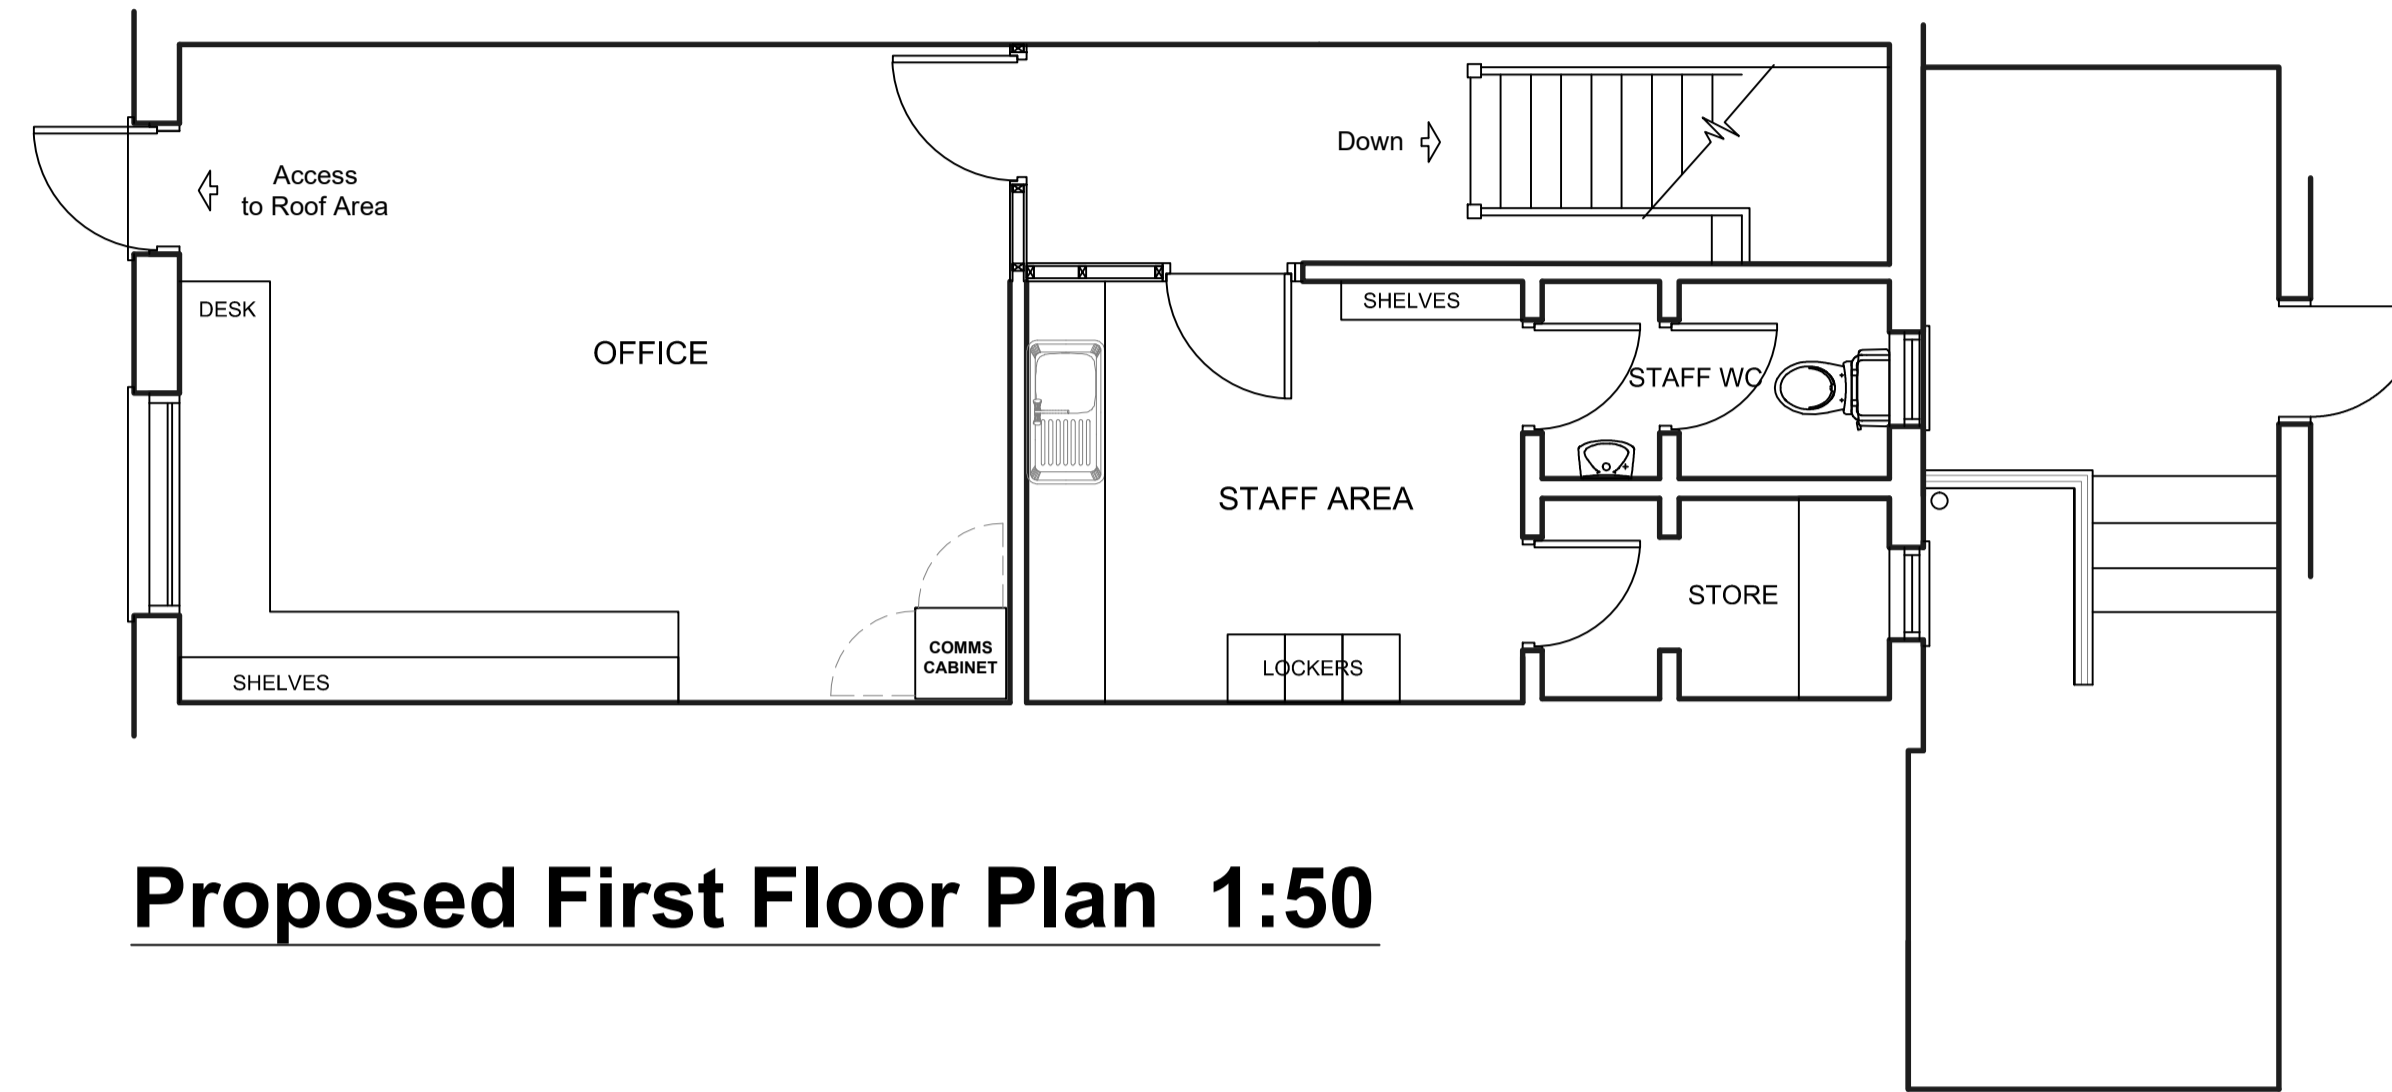 Down
Access
to Roof Area
SHELVES
DESK
OFFICE
STAFF WC
STAFF AREA
STORE
COMMS
CABINET
LOCKERS
SHELVES
Proposed First Floor Plan 1:50